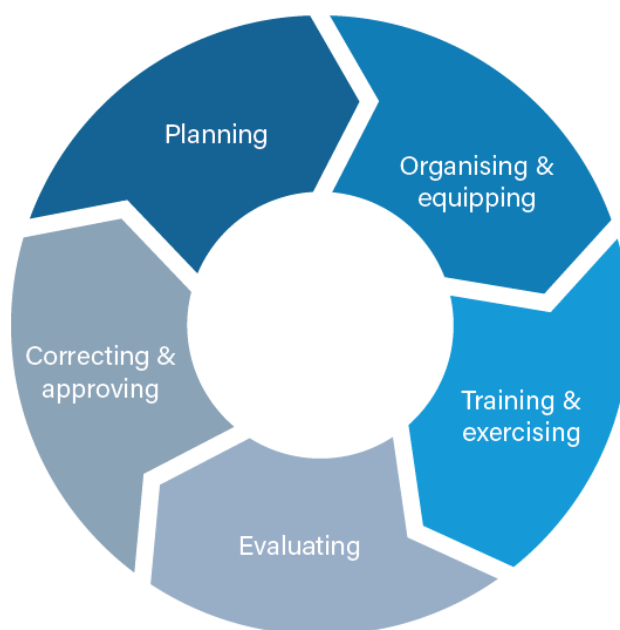 Planning
Organising &
equipping
Training &
exercising
Evaluating
Correcting &
approving